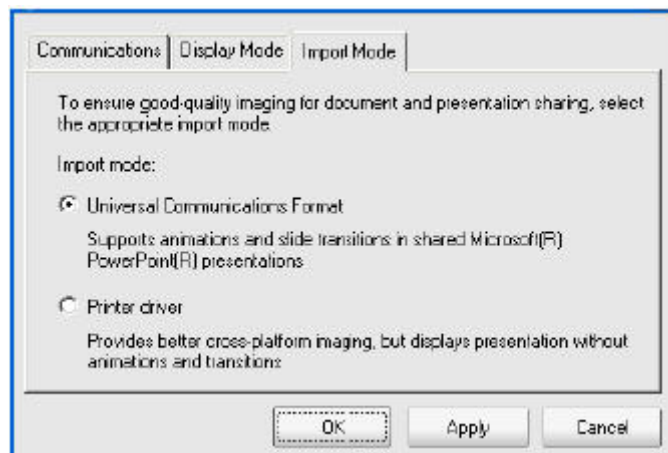 Communications Display Mode Import Mode
To ensure good-quality imaging for document and presentation sharing, select
the appropriate import mode.
Import mode:
Universal Communications Format
Supports animations and slide transitions in shared Microsoft(R)
PowerPoint(R) presentations
Printer driver
Provides better cross-platform imaging, but displays presentation without
animations and transitions
OK Apply Cancel